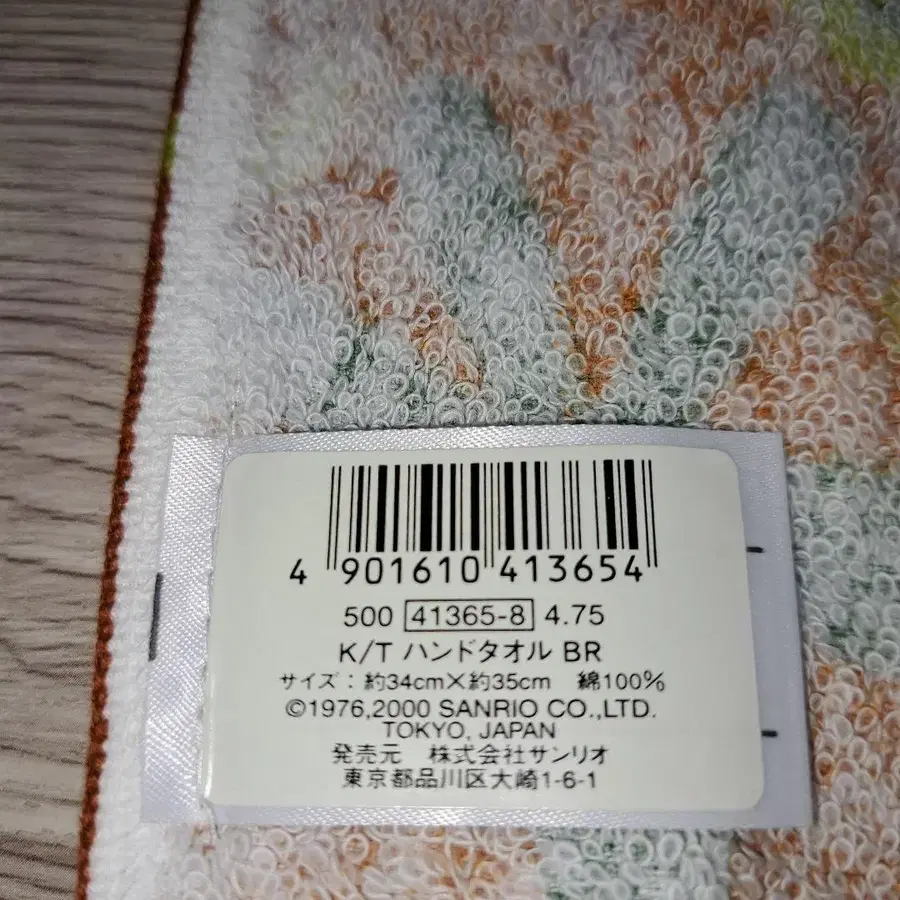 4 901610 413654
500 41365-8 4.75
K/T ハンドタオル BR
サイズ：約34cm×約35cm 綿100%
©1976,2000 SANRIO CO.,LTD.
TOKYO, JAPAN
発売元 株式会社サンリオ
東京都品川区大崎1-6-1